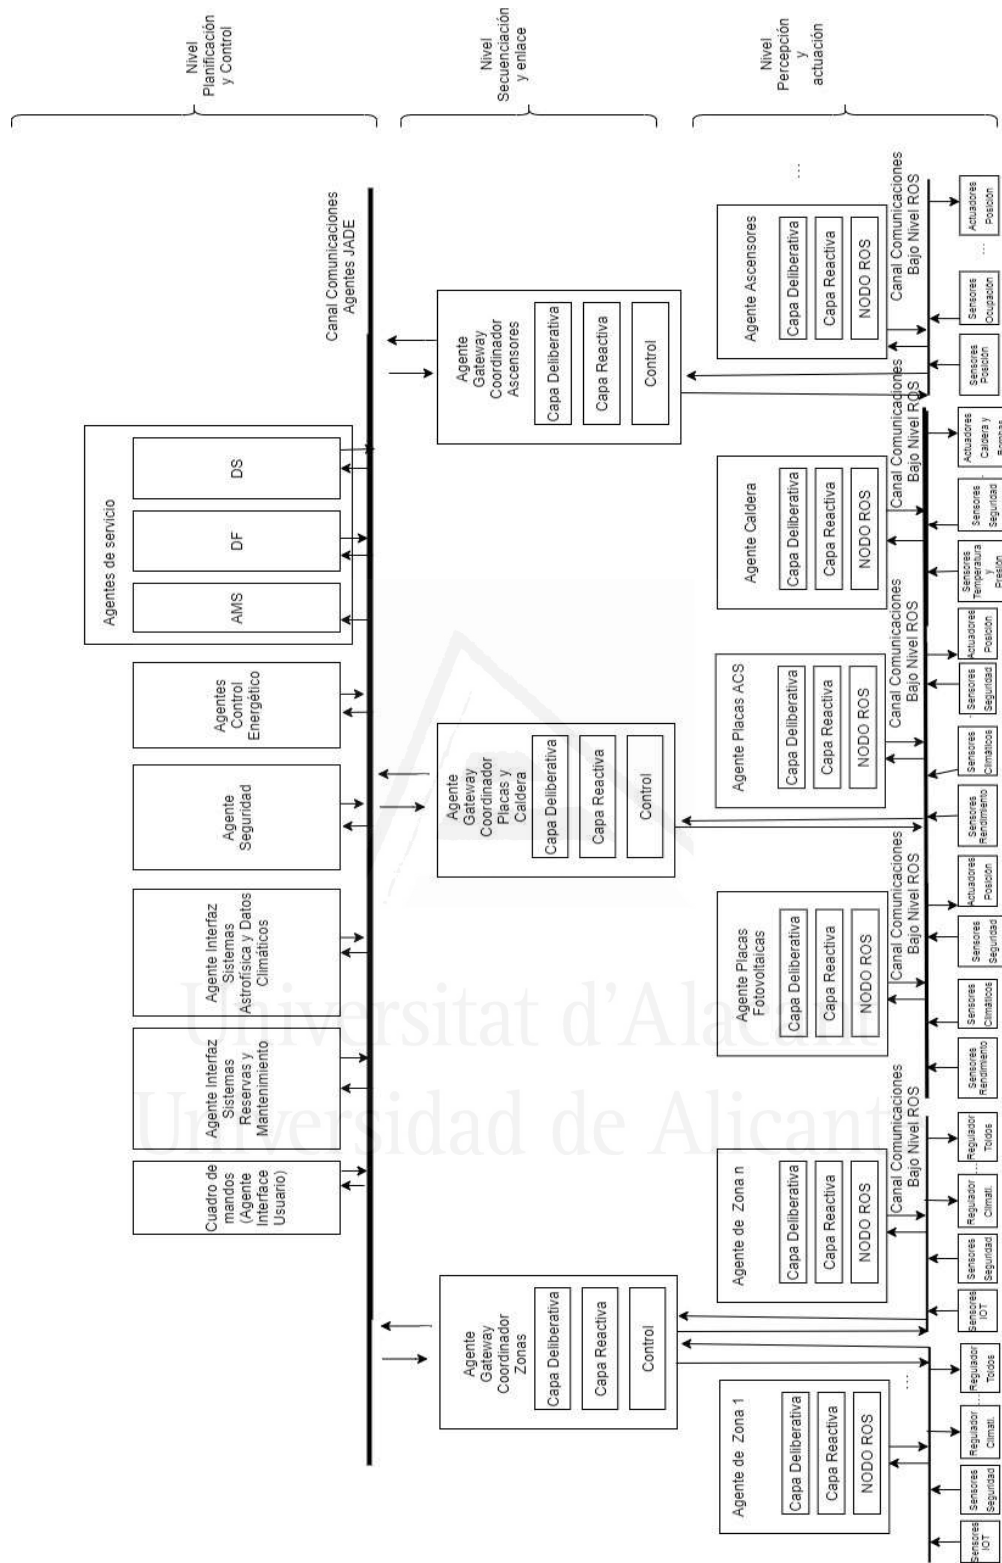 Nivel
Planificación
y Control
Nivel
Secuenciación
y enlace
Nivel
Percepción
y
actuación
Cuadro de
mandos
(Agente
Interface
Usuario)
Agente Interfaz
Sistemas
Reservas y
Mantenimiento
Agente Interfaz
Sistemas
Astrofísica y Datos
Climáticos
Agente
Seguridad
Agentes
Control
Energético
Agentes de servicio
AMS
DF
DS
Canal Comunicaciones
Agentes JADE
Agente
Gateway
Coordinador
Zonas
Capa Deliberativa
Capa Reactiva
Control
Agente
Gateway
Coordinador
Placas y
Caldera
Capa Deliberativa
Capa Reactiva
Control
Agente
Gateway
Coordinador
Ascensores
Capa Deliberativa
Capa Reactiva
Control
Agente de Zona 1
Capa Deliberativa
Capa Reactiva
NODO ROS
...
Agente de Zona n
Capa Deliberativa
Capa Reactiva
NODO ROS
Canal Comunicaciones
Bajo Nivel ROS
Agente Placas
Fotovoltaicas
Capa Deliberativa
Capa Reactiva
NODO ROS
Canal Comunicaciones
Bajo Nivel ROS
Agente Placas ACS
Capa Deliberativa
Capa Reactiva
NODO ROS
Canal Comunicaciones
Bajo Nivel ROS
Agente Caldera
Capa Deliberativa
Capa Reactiva
NODO ROS
Canal Comunicaciones
Bajo Nivel ROS
Agente Ascensores
Capa Deliberativa
Capa Reactiva
NODO ROS
Canal Comunicaciones
Bajo Nivel ROS
...
Sensores
IOT
Sensores
Seguridad
Regulador
Climati.
...
Regulador
Toldos
Sensores
IOT
Sensores
Seguridad
Regulador
Climati.
...
Regulador
Toldos
Sensores
Rendimiento
Sensores
Climáticos
Sensores
Seguridad
Actuadores
Posición
Sensores
Rendimiento
Sensores
Climáticos
Sensores
Seguridad
Actuadores
Posición
Sensores
Temperatura
y
Presión
Sensores
Seguridad
Actuadores
Caldera y
Bombas
Sensores
Posición
Sensores
Ocupación
...
Actuadores
Posición
Universitat d'Alacant
Universidad de Alicante